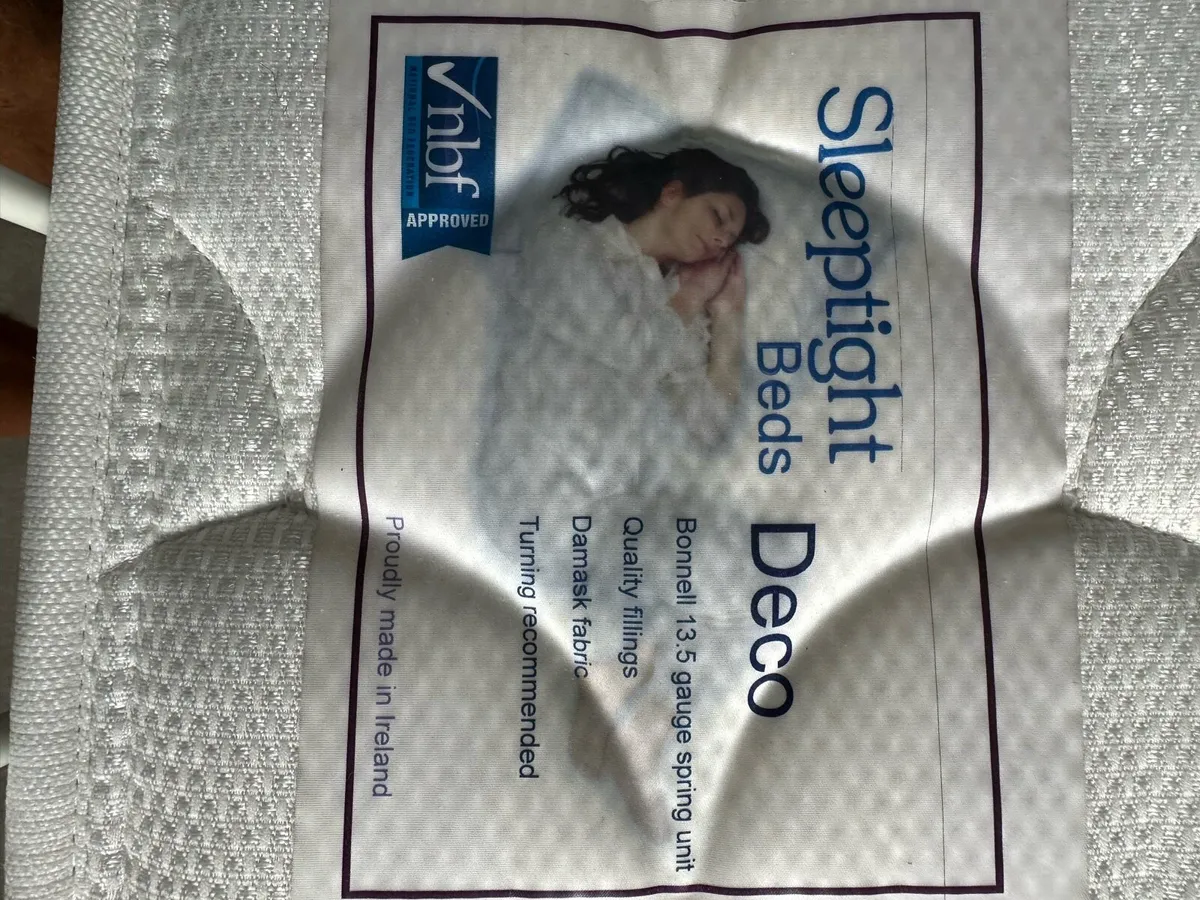 Sleeptight
Beds
Deco
Bonnell 13.5 gauge spring unit
Quality fillings
Damask fabric
Turning recommended
nbf
NATIONAL BED FEDERATION
APPROVED
Proudly made in Ireland